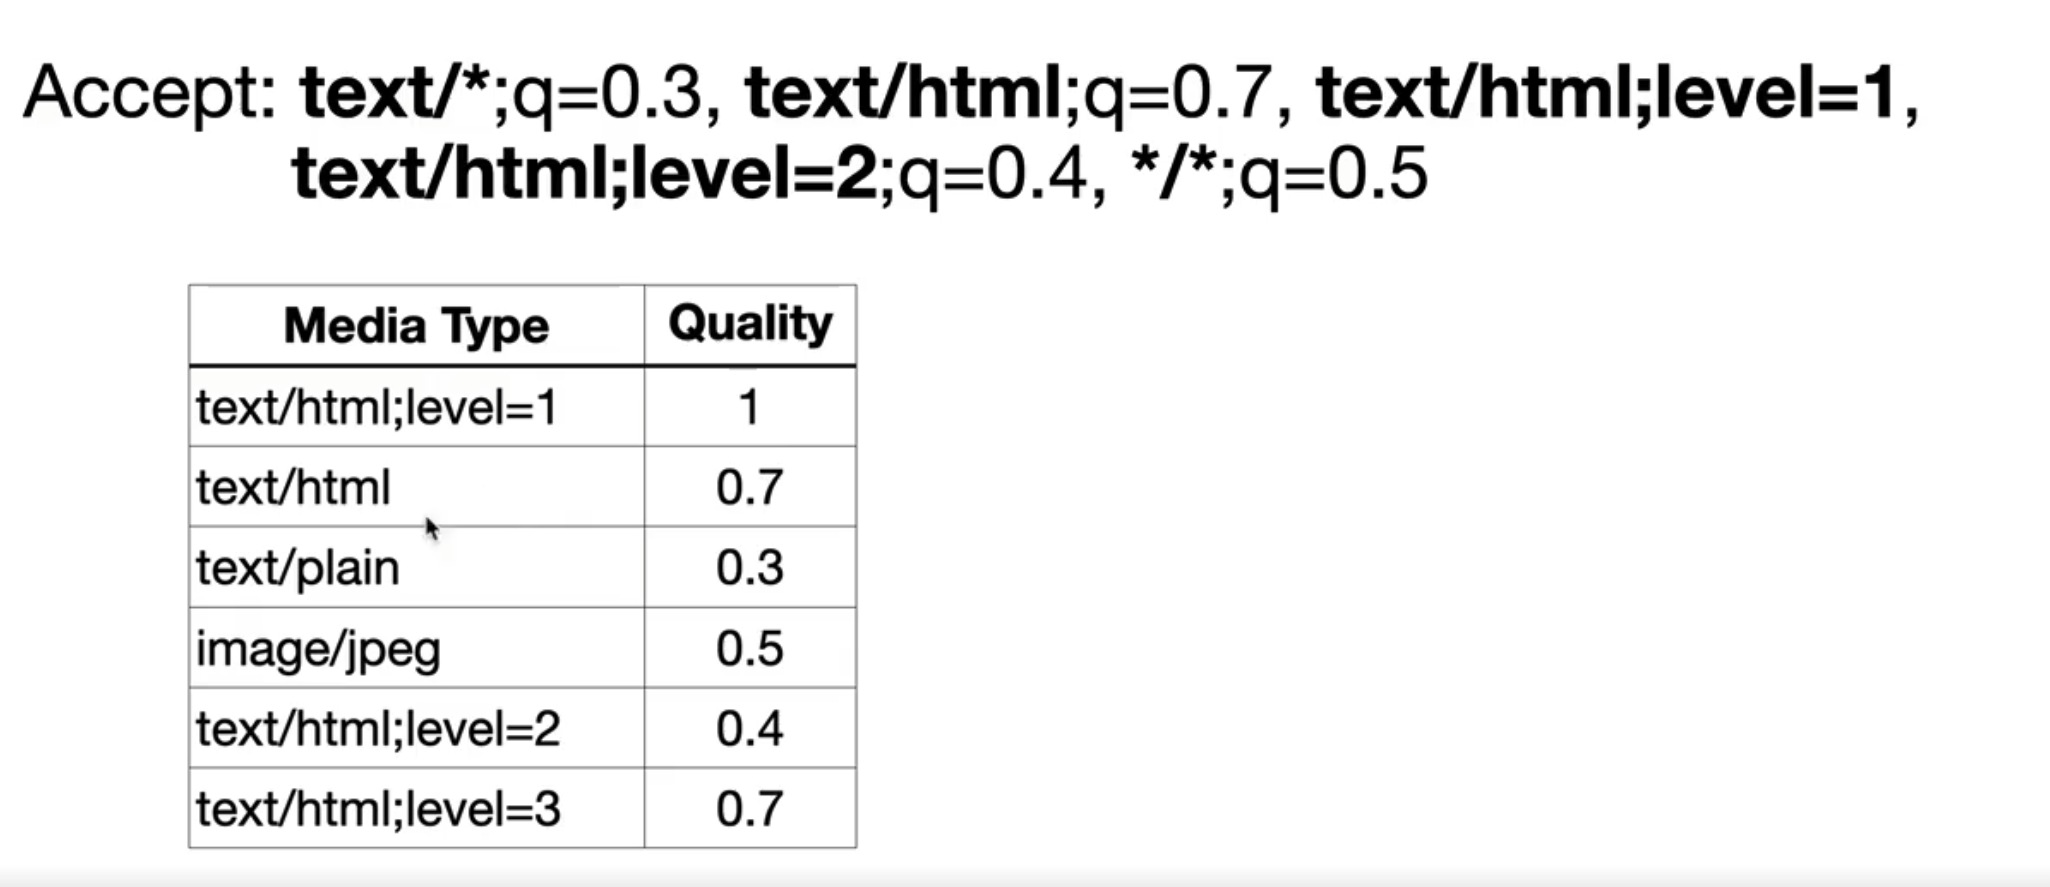 Accept: text/*;q=0.3, text/html;q=0.7, text/html;level=1,
text/html;level=2;q=0.4, */*;q=0.5
Media Type Quality
text/html;level=1 1
text/html 0.7
text/plain 0.3
image/jpeg 0.5
text/html;level=2 0.4
text/html;level=3 0.7